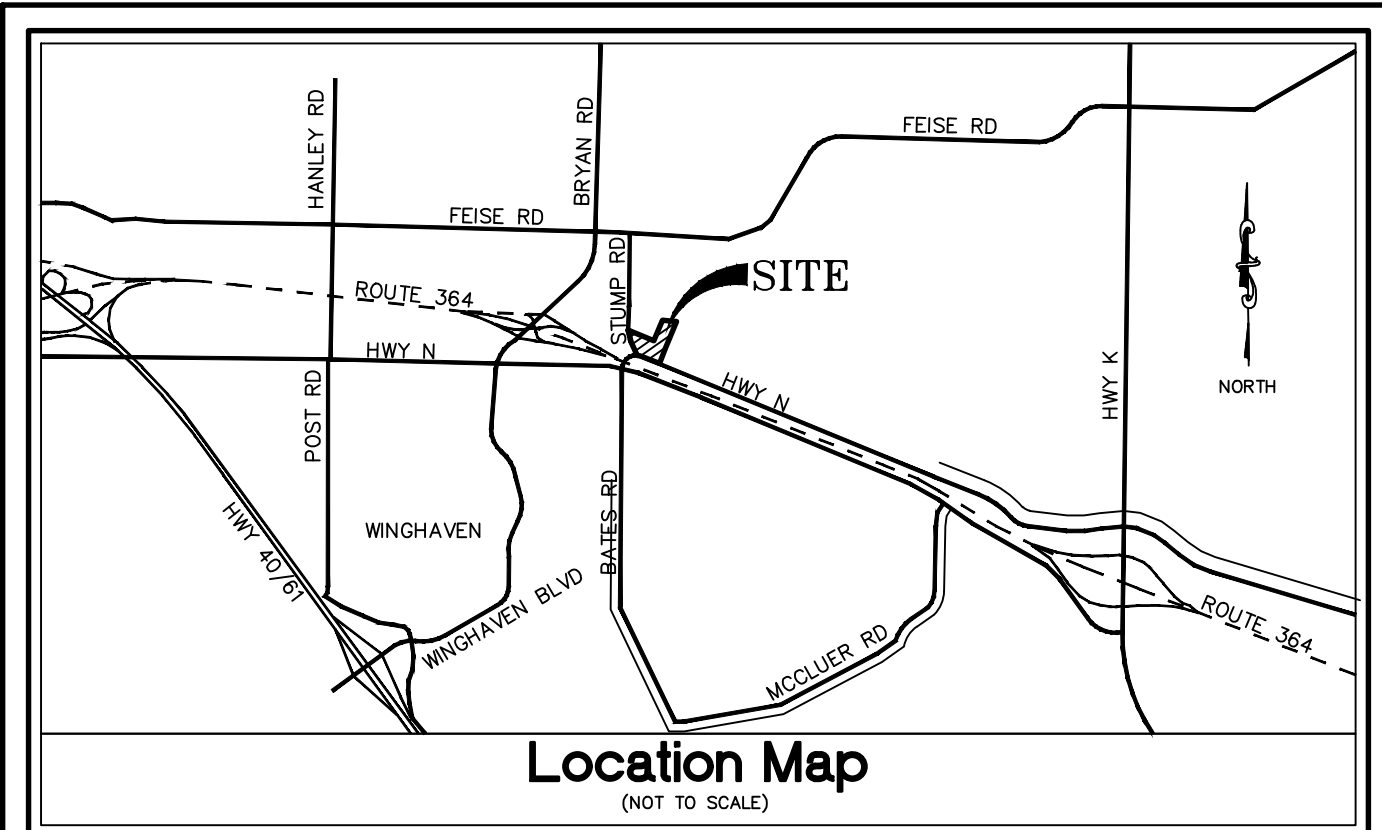 HANLEY RD
BRYAN RD
FEISE RD
FEISE RD
STUMP RD
SITE
ROUTE 364
HWY N
HWY N
HWY K
NORTH
POST RD
HWY 40/61
WINGHAVEN
BATES RD
WINGHAVEN BLVD
MCCLUER RD
ROUTE 364
Location Map
(NOT TO SCALE)